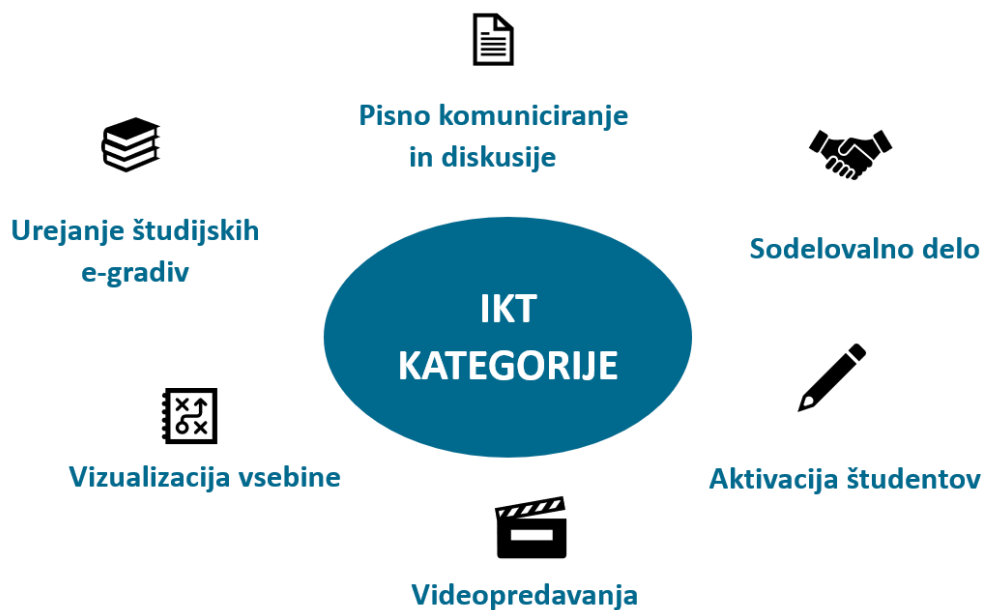 Pisno komuniciranje
in diskusije
Urejanje študijskih
e-gradiv
Sodelovalno delo
IKT
KATEGORIJE
Vizualizacija vsebine
Aktivacija študentov
Videopredavanja